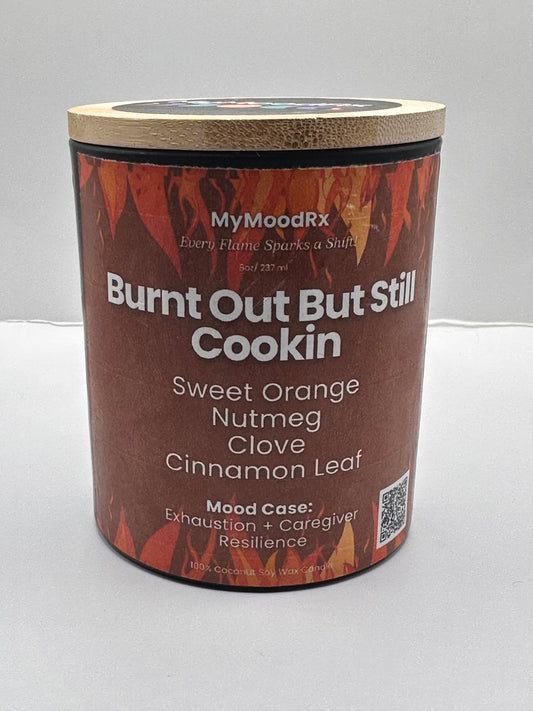 MyMoodRx
Every Flame Sparks a Shift!
8oz/ 237 ml
Burnt Out But Still
Cookin
Sweet Orange
Nutmeg
Clove
Cinnamon Leaf
Mood Case:
Exhaustion + Caregiver
Resilience
100% Coconut Soy Wax Candle